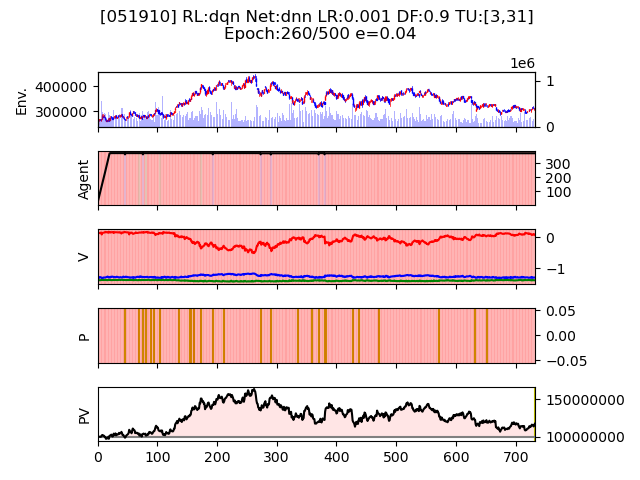 [051910] RL:dqn Net:dnn LR:0.001 DF:0.9 TU:[3,31]
Epoch:260/500 e=0.04
1e6
Env.
400000
300000
1
0
Agent
300
200
100
V
0
−1
P
0.05
0.00
−0.05
PV
150000000
100000000
0 100 200 300 400 500 600 700